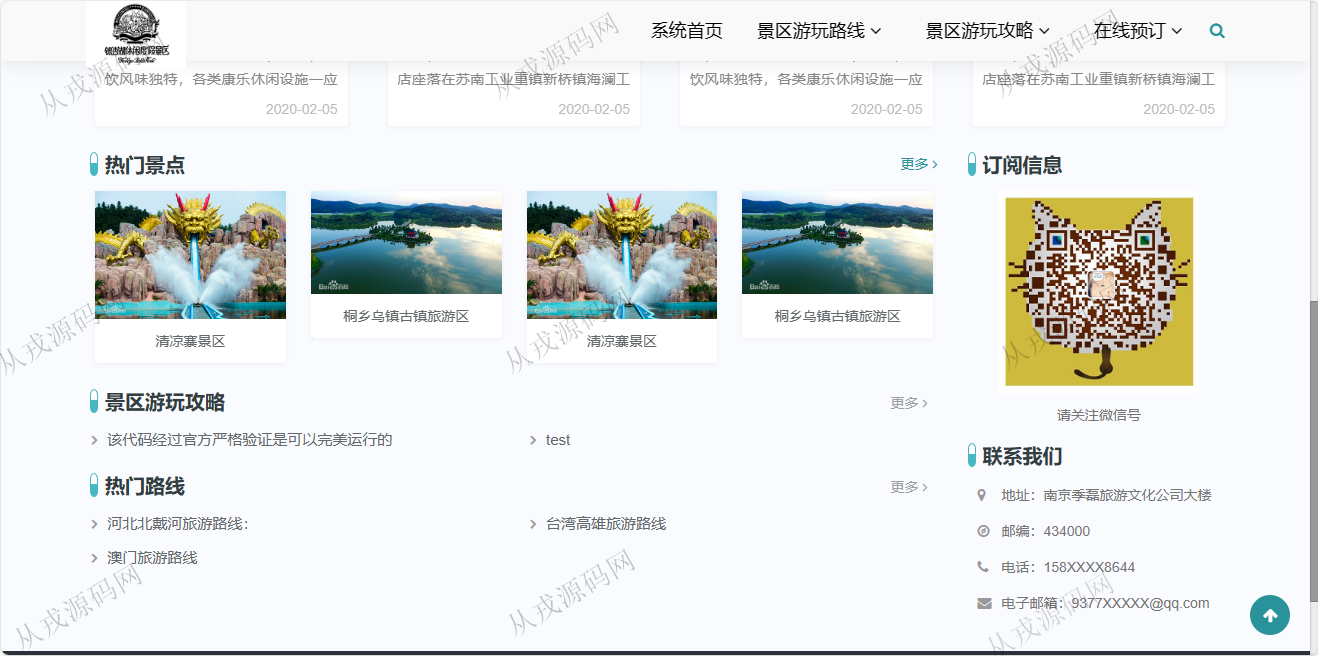 系统首页
景区游玩路线
景区游玩攻略
在线预订
饮风味独特，各类康乐休闲设施一应
2020-02-05
店座落在苏南工业重镇新桥镇海澜工
2020-02-05
饮风味独特，各类康乐休闲设施一应
2020-02-05
店座落在苏南工业重镇新桥镇海澜工
2020-02-05
热门景点
更多
清凉寨景区
桐乡乌镇古镇旅游区
清凉寨景区
桐乡乌镇古镇旅游区
景区游玩攻略
更多
该代码经过官方严格验证是可以完美运行的
test
热门路线
更多
河北北戴河旅游路线：
台湾高雄旅游路线
澳门旅游路线
订阅信息
请关注微信号
联系我们
地址：南京季磊旅游文化公司大楼
邮编：434000
电话：158XXXX8644
电子邮箱：9377XXXXX@qq.com
从戎源码网
从戎源码网
从戎源码网
从戎源码网
从戎源码网
从戎源码网
从戎源码网
从戎源码网